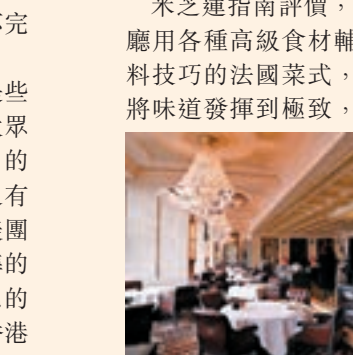 完
些
眾
的
有
團
的
的
港
米芝蓮指南評價，
廳用各種高級食材輔
料技巧的法國菜式，
將味道發揮到極致，